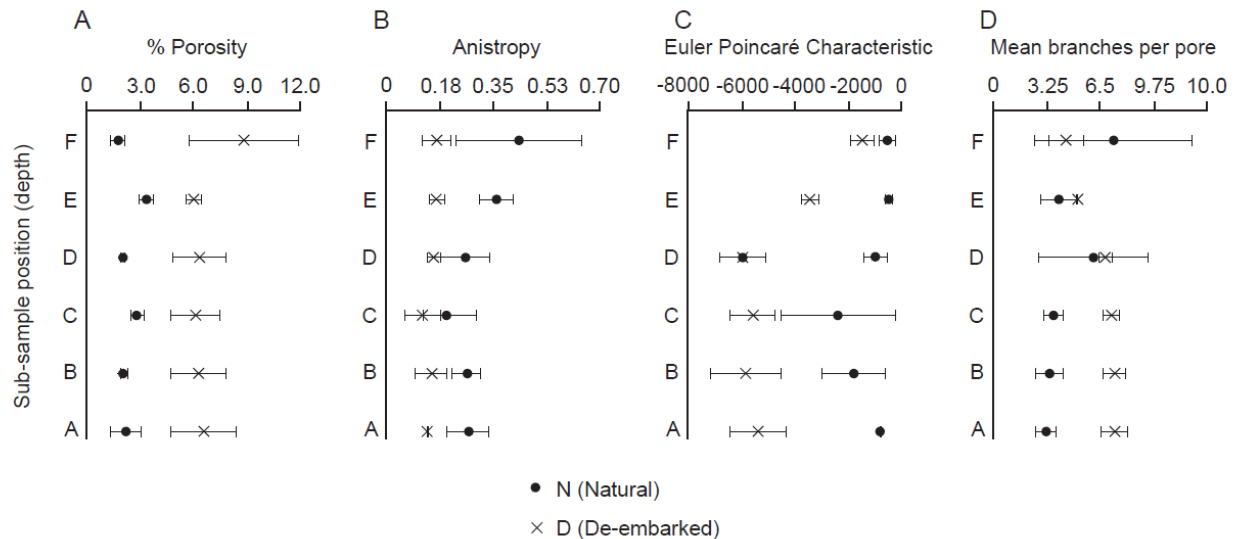 A B C D
% Porosity Anistropy Euler Poincaré Characteristic Mean branches per pore
0 3.0 6.0 9.0 12.0 0 0.18 0.35 0.53 0.70 -8000 -6000 -4000 -2000 0 0 3.25 6.5 9.75 10.0
Sub-sample position (depth)
F F F F
E E E E
D D D D
C C C C
B B B B
A A A A
N (Natural)
D (De-embarked)